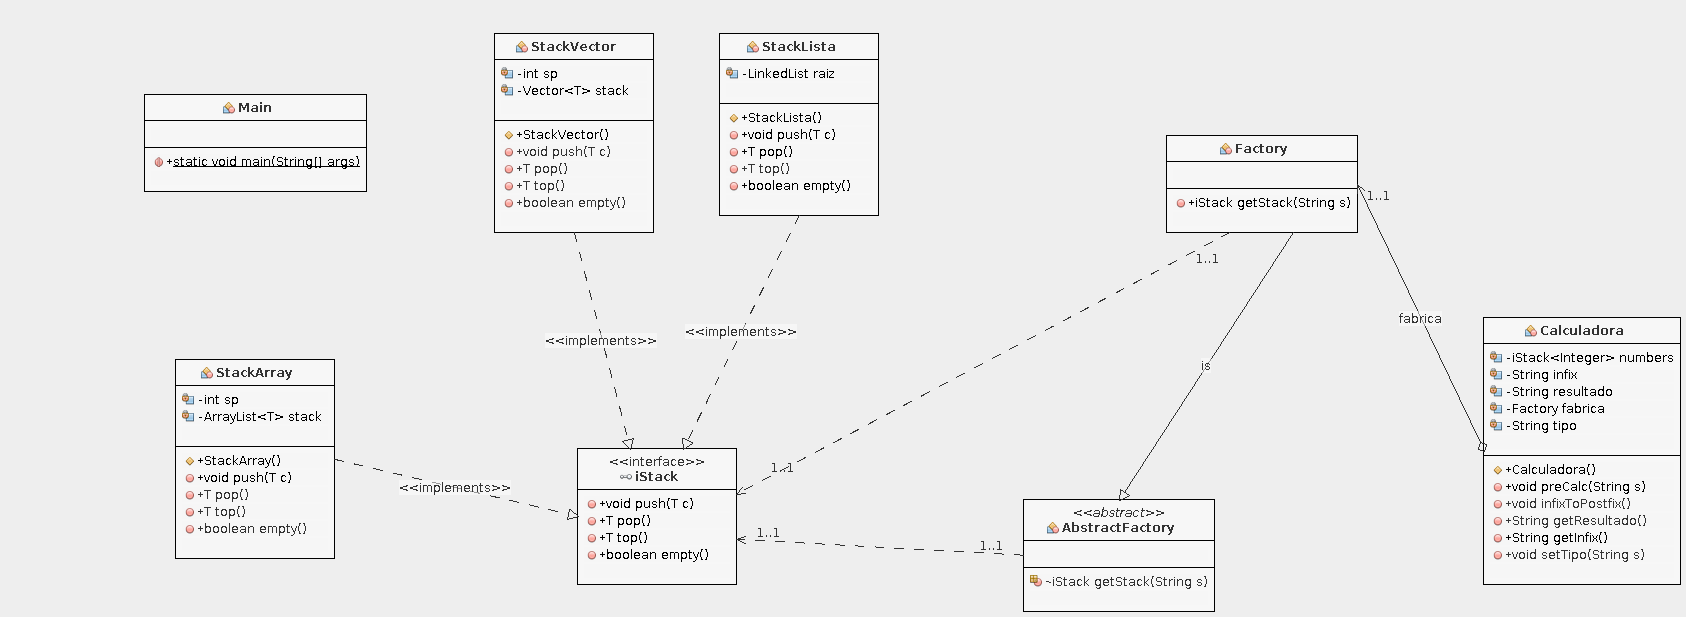 Main
+static void main(String[] args)
StackVector
-int sp
-Vector<T> stack
+StackVector()
+void push(T c)
+T pop()
+T top()
+boolean empty()
StackLista
-LinkedList raiz
+StackLista()
+void push(T c)
+T pop()
+T top()
+boolean empty()
Factory
+iStack getStack(String s)
1..1
1..1
fabrica
<<implements>>
<<implements>>
is
Calculadora
-iStack<Integer> numbers
-String infix
-String resultado
-Factory fabrica
-String tipo
+Calculadora()
+void preCalc(String s)
+void infixToPostfix()
+String getResultado()
+String getInfix()
+void setTipo(String s)
StackArray
-int sp
-ArrayList<T> stack
+StackArray()
+void push(T c)
+T pop()
+T top()
+boolean empty()
<<implements>>
<<interface>>
iStack
+void push(T c)
+T pop()
+T top()
+boolean empty()
1..1
1..1
1..1
<<abstract>>
AbstractFactory
~iStack getStack(String s)